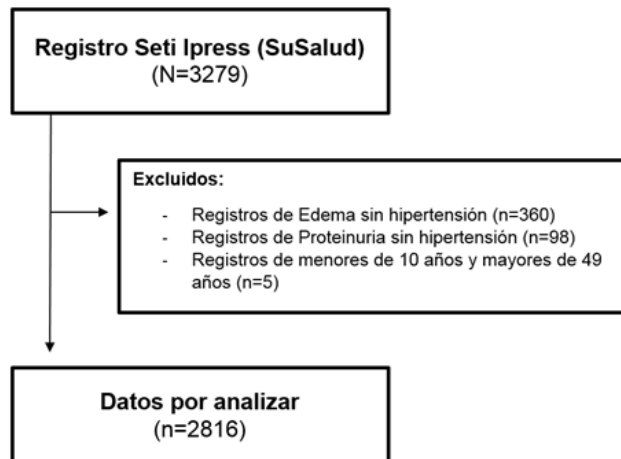 Registro Seti Ipress (SuSalud)
(N=3279)
Excluidos:
- Registros de Edema sin hipertensión (n=360)
- Registros de Proteinuria sin hipertensión (n=98)
- Registros de menores de 10 años y mayores de 49
años (n=5)
Datos por analizar
(n=2816)